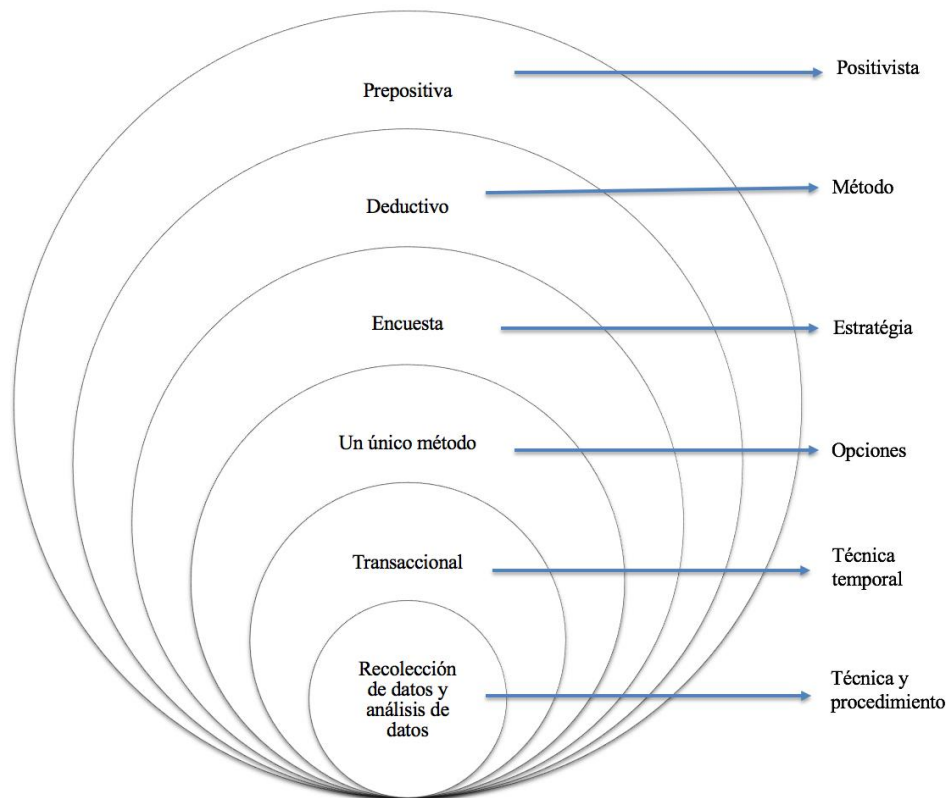 Prepositiva
Positivista
Deductivo
Método
Encuesta
Estratégia
Un único método
Opciones
Transaccional
Técnica
temporal
Recolección
de datos y
análisis de
datos
Técnica y
procedimiento